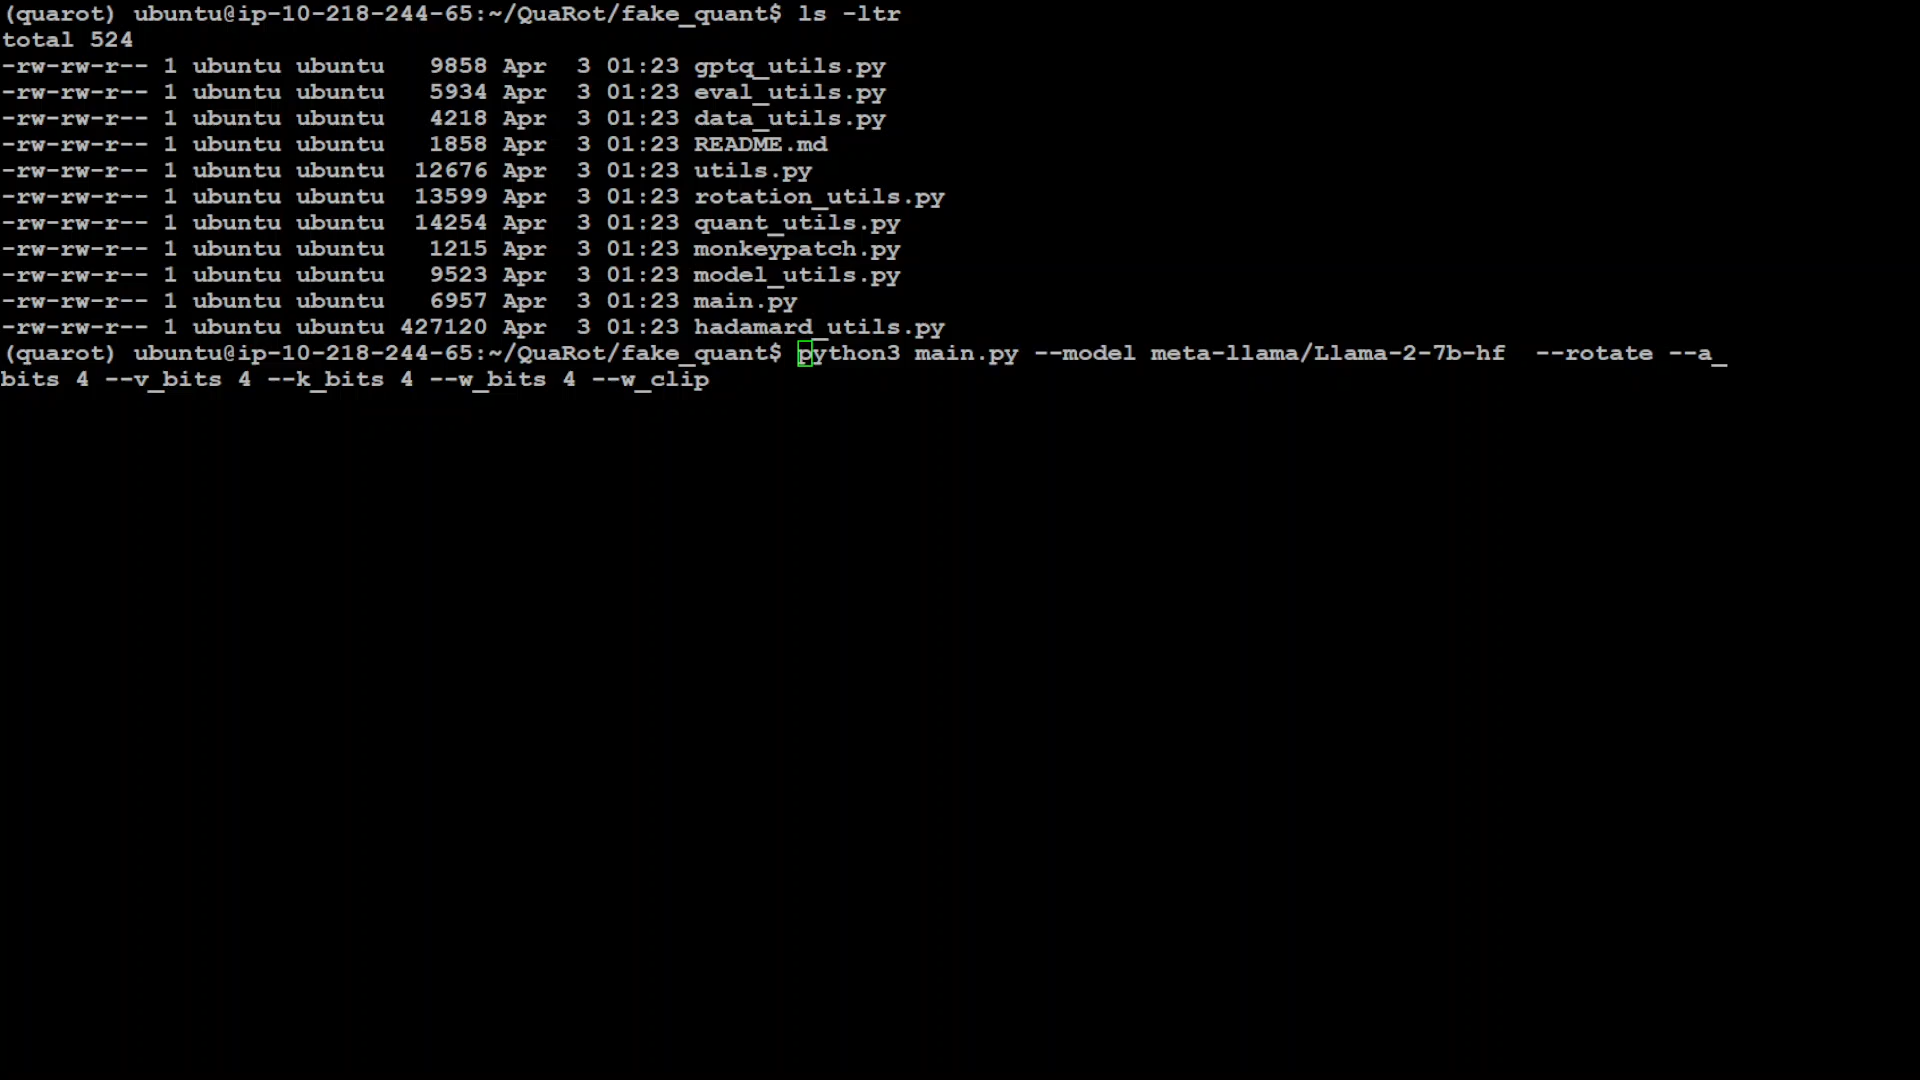 (quarot) ubuntu@ip-10-218-244-65:~/QuaRot/fake_quant$ ls -ltr
total 524
-rw-rw-r-- 1 ubuntu ubuntu   9858 Apr  3 01:23 gptq_utils.py
-rw-rw-r-- 1 ubuntu ubuntu   5934 Apr  3 01:23 eval_utils.py
-rw-rw-r-- 1 ubuntu ubuntu   4218 Apr  3 01:23 data_utils.py
-rw-rw-r-- 1 ubuntu ubuntu   1858 Apr  3 01:23 README.md
-rw-rw-r-- 1 ubuntu ubuntu  12676 Apr  3 01:23 utils.py
-rw-rw-r-- 1 ubuntu ubuntu  13599 Apr  3 01:23 rotation_utils.py
-rw-rw-r-- 1 ubuntu ubuntu  14254 Apr  3 01:23 quant_utils.py
-rw-rw-r-- 1 ubuntu ubuntu   1215 Apr  3 01:23 monkeypatch.py
-rw-rw-r-- 1 ubuntu ubuntu   9523 Apr  3 01:23 model_utils.py
-rw-rw-r-- 1 ubuntu ubuntu   6957 Apr  3 01:23 main.py
-rw-rw-r-- 1 ubuntu ubuntu 427120 Apr  3 01:23 hadamard_utils.py
(quarot) ubuntu@ip-10-218-244-65:~/QuaRot/fake_quant$ python3 main.py --model meta-llama/Llama-2-7b-hf  --rotate --a_
bits 4 --v_bits 4 --k_bits 4 --w_bits 4 --w_clip